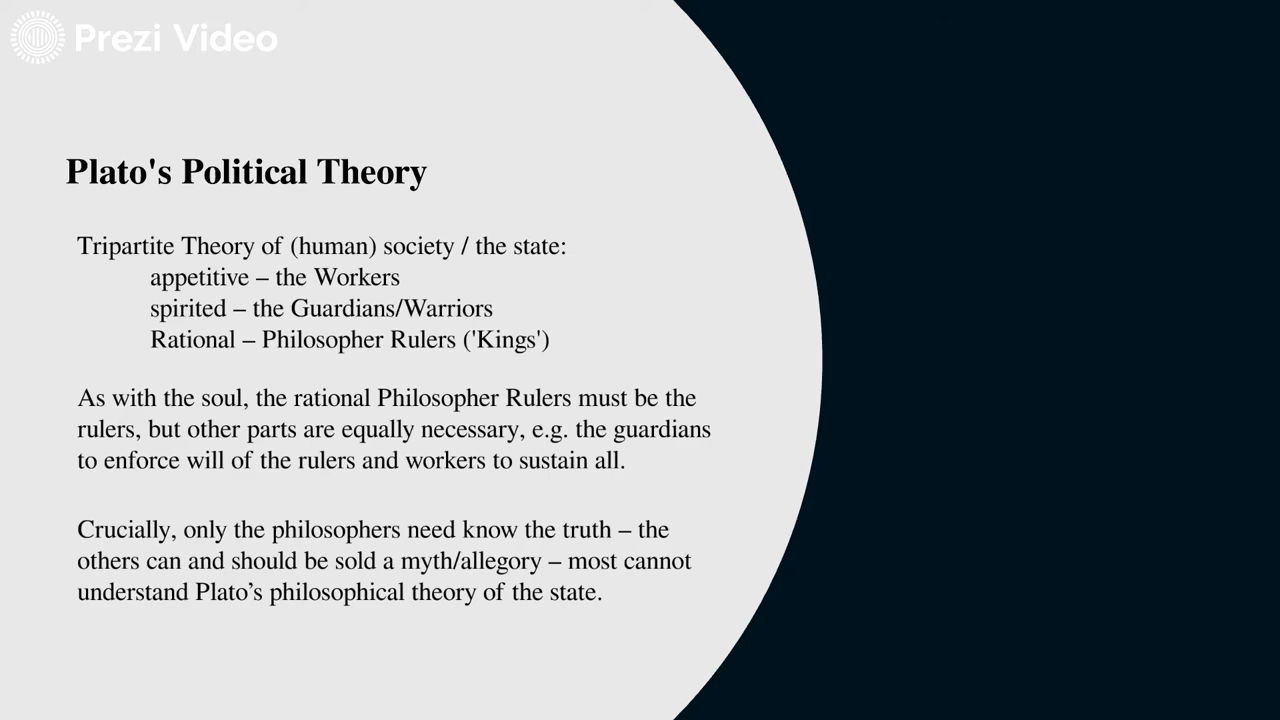 Prezi Video
Plato's Political Theory
Tripartite Theory of (human) society / the state:
appetitive – the Workers
spirited – the Guardians/Warriors
Rational – Philosopher Rulers ('Kings')
As with the soul, the rational Philosopher Rulers must be the
rulers, but other parts are equally necessary, e.g. the guardians
to enforce will of the rulers and workers to sustain all.
Crucially, only the philosophers need know the truth – the
others can and should be sold a myth/allegory – most cannot
understand Plato’s philosophical theory of the state.